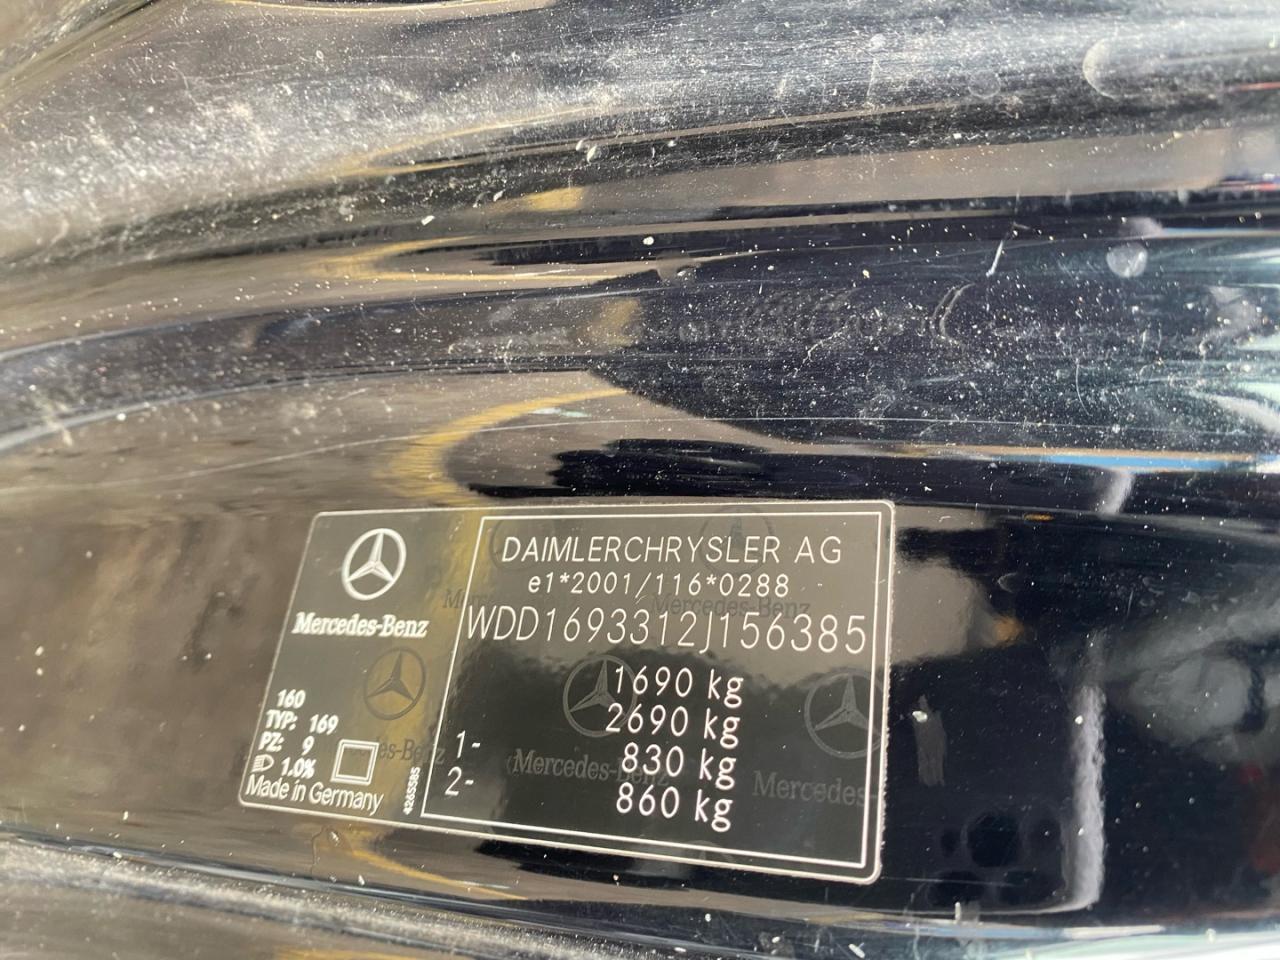 Mercedes-Benz
160
TYP: 169
PZ: 9
1.0%
Made in Germany
4265585
DAIMLERCHRYSLER AG
e1*2001/116*0288
WDD1693312J156385
1690 kg
2690 kg
1- 830 kg
2- 860 kg